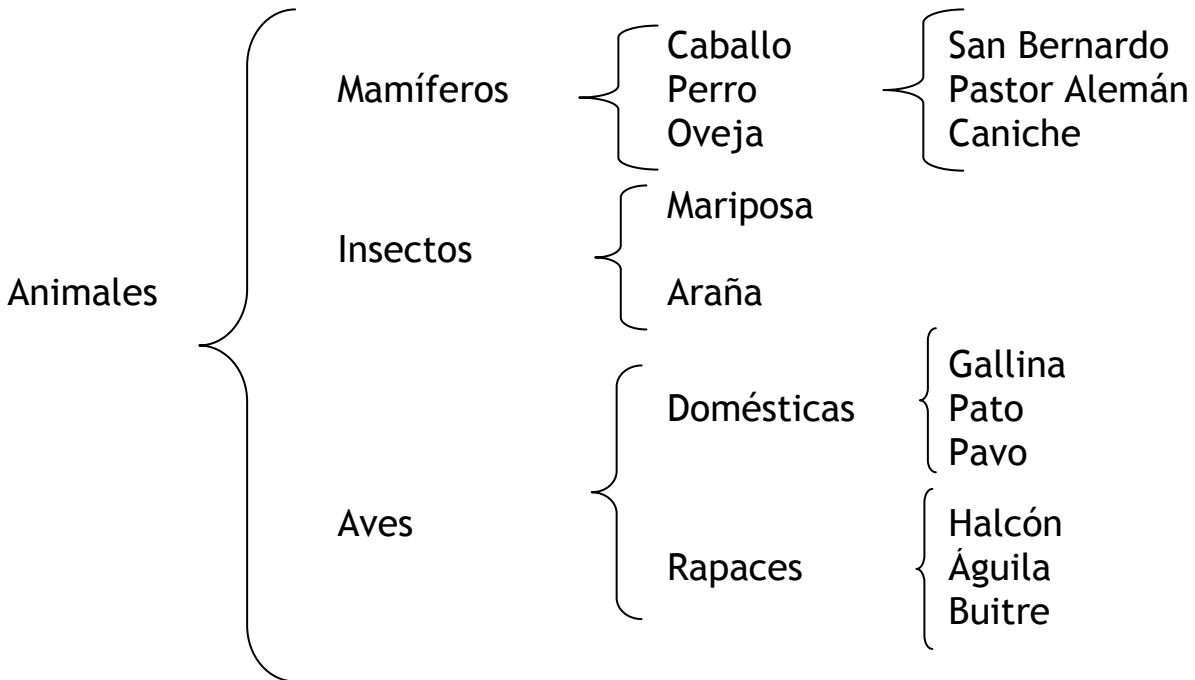 Animales
Mamíferos
Caballo
Perro
Oveja
San Bernardo
Pastor Alemán
Caniche
Insectos
Mariposa
Araña
Aves
Domésticas
Gallina
Pato
Pavo
Rapaces
Halcón
Águila
Buitre